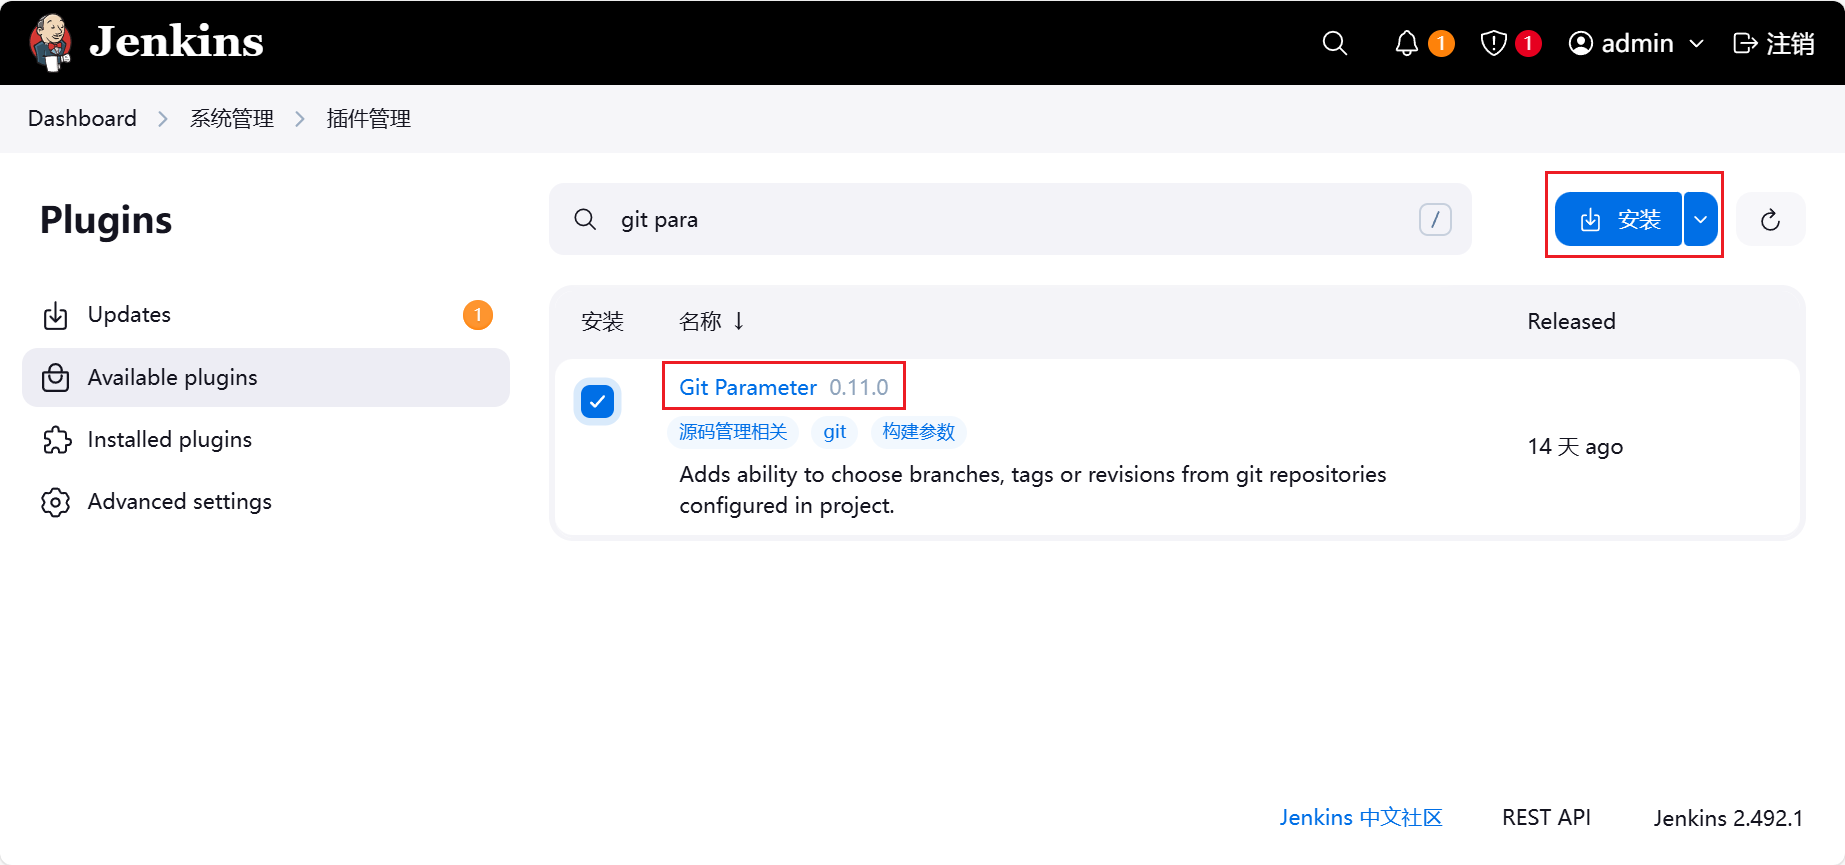 Jenkins
1
1
admin
注销
Dashboard
系统管理
插件管理
Plugins
git para
/
安装
Updates
1
Available plugins
Installed plugins
Advanced settings
安装
名称 ↓
Released
Git Parameter 0.11.0
源码管理相关
git
构建参数
Adds ability to choose branches, tags or revisions from git repositories
configured in project.
14 天 ago
Jenkins 中文社区
REST API
Jenkins 2.492.1